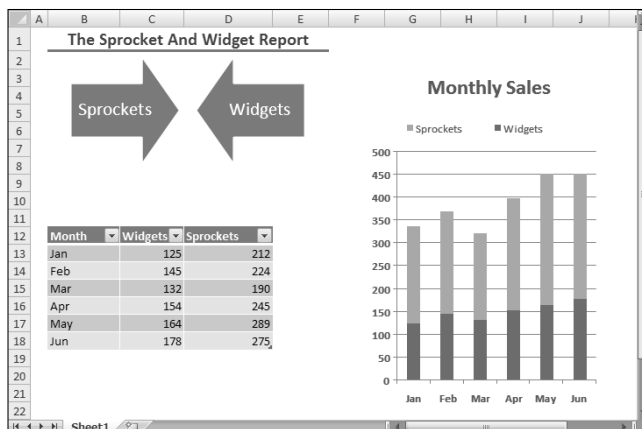 A B C D E F G H I J
1 The Sprocket And Widget Report
2
3
4 Monthly Sales
5 Sprockets Widgets
6
7 Sprockets Widgets
8 500
9 450
10 400
11 350
12 Month Widgets Sprockets
13 Jan 125 212 300
14 Feb 145 224 250
15 Mar 132 190 200
16 Apr 154 245 150
17 May 164 289 100
18 Jun 178 275
19 50
20 0
21 Jan Feb Mar Apr May Jun
22
Sheet1